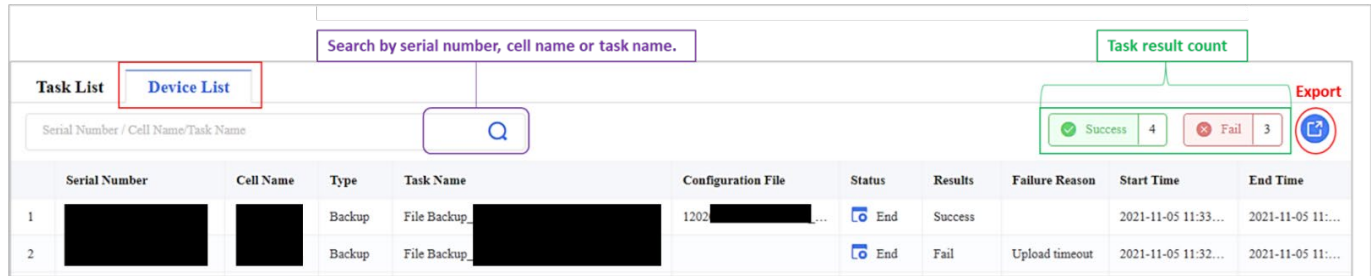 Search by serial number, cell name or task name.
Task result count
Task List Device List
Export
Serial Number / Cell Name/Task Name
Success 4 Fail 3
Serial Number Cell Name Type Task Name Configuration File Status Results Failure Reason Start Time End Time
1 Backup File Backup_ 1202 _... End Success 2021-11-05 11:33... 2021-11-05 11:...
2 Backup File Backup_ End Fail Upload timeout 2021-11-05 11:32... 2021-11-05 11:...